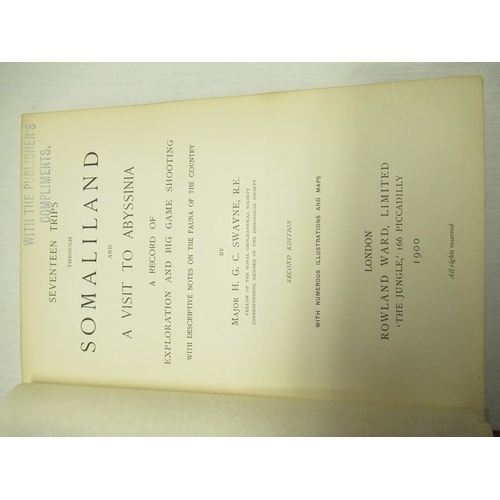 WITH THE PUBLISHER'S
COMPLIMENTS.
SEVENTEEN TRIPS
THROUGH
SOMALILAND
AND
A VISIT TO ABYSSINIA
A RECORD OF
EXPLORATION AND BIG GAME SHOOTING
WITH DESCRIPTIVE NOTES ON THE FAUNA OF THE COUNTRY
BY
MAJOR H. G. C. SWAYNE, R.E.
FELLOW OF THE ROYAL GEOGRAPHICAL SOCIETY
CORRESPONDING MEMBER OF THE ZOOLOGICAL SOCIETY
SECOND EDITION
WITH NUMEROUS ILLUSTRATIONS AND MAPS
LONDON
ROWLAND WARD, LIMITED
'THE JUNGLE,' 166 PICCADILLY
1900
All rights reserved